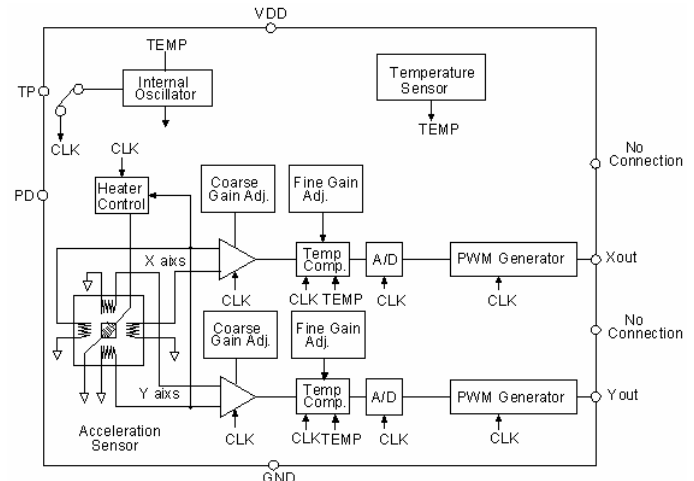 VDD
TEMP
TP
Internal
Oscillator
Temperature
Sensor
TEMP
CLK
CLK
No
Connection
PD
Heater
Control
Coarse
Gain Adj.
Fine Gain
Adj.
X aixs
Temp
Comp.
A/D
PWM Generator
Xout
CLK
CLK
TEMP
CLK
CLK
No
Connection
Coarse
Gain Adj.
Fine Gain
Adj.
Y aixs
Temp
Comp.
A/D
PWM Generator
Yout
CLK
CLK
TEMP
CLK
CLK
Acceleration
Sensor
GND